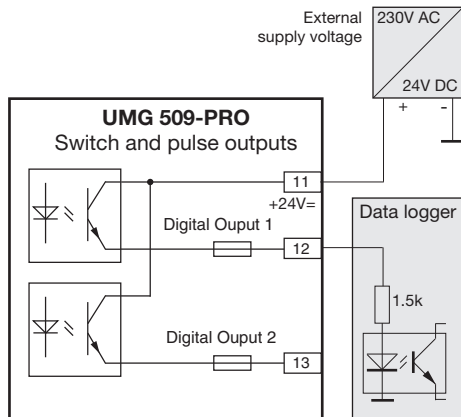 External
supply voltage
230V AC
24V DC
+ -
UMG 509-PRO
Switch and pulse outputs
11
+24V=
Data logger
Digital Ouput 1
12
1.5k
Digital Ouput 2
13